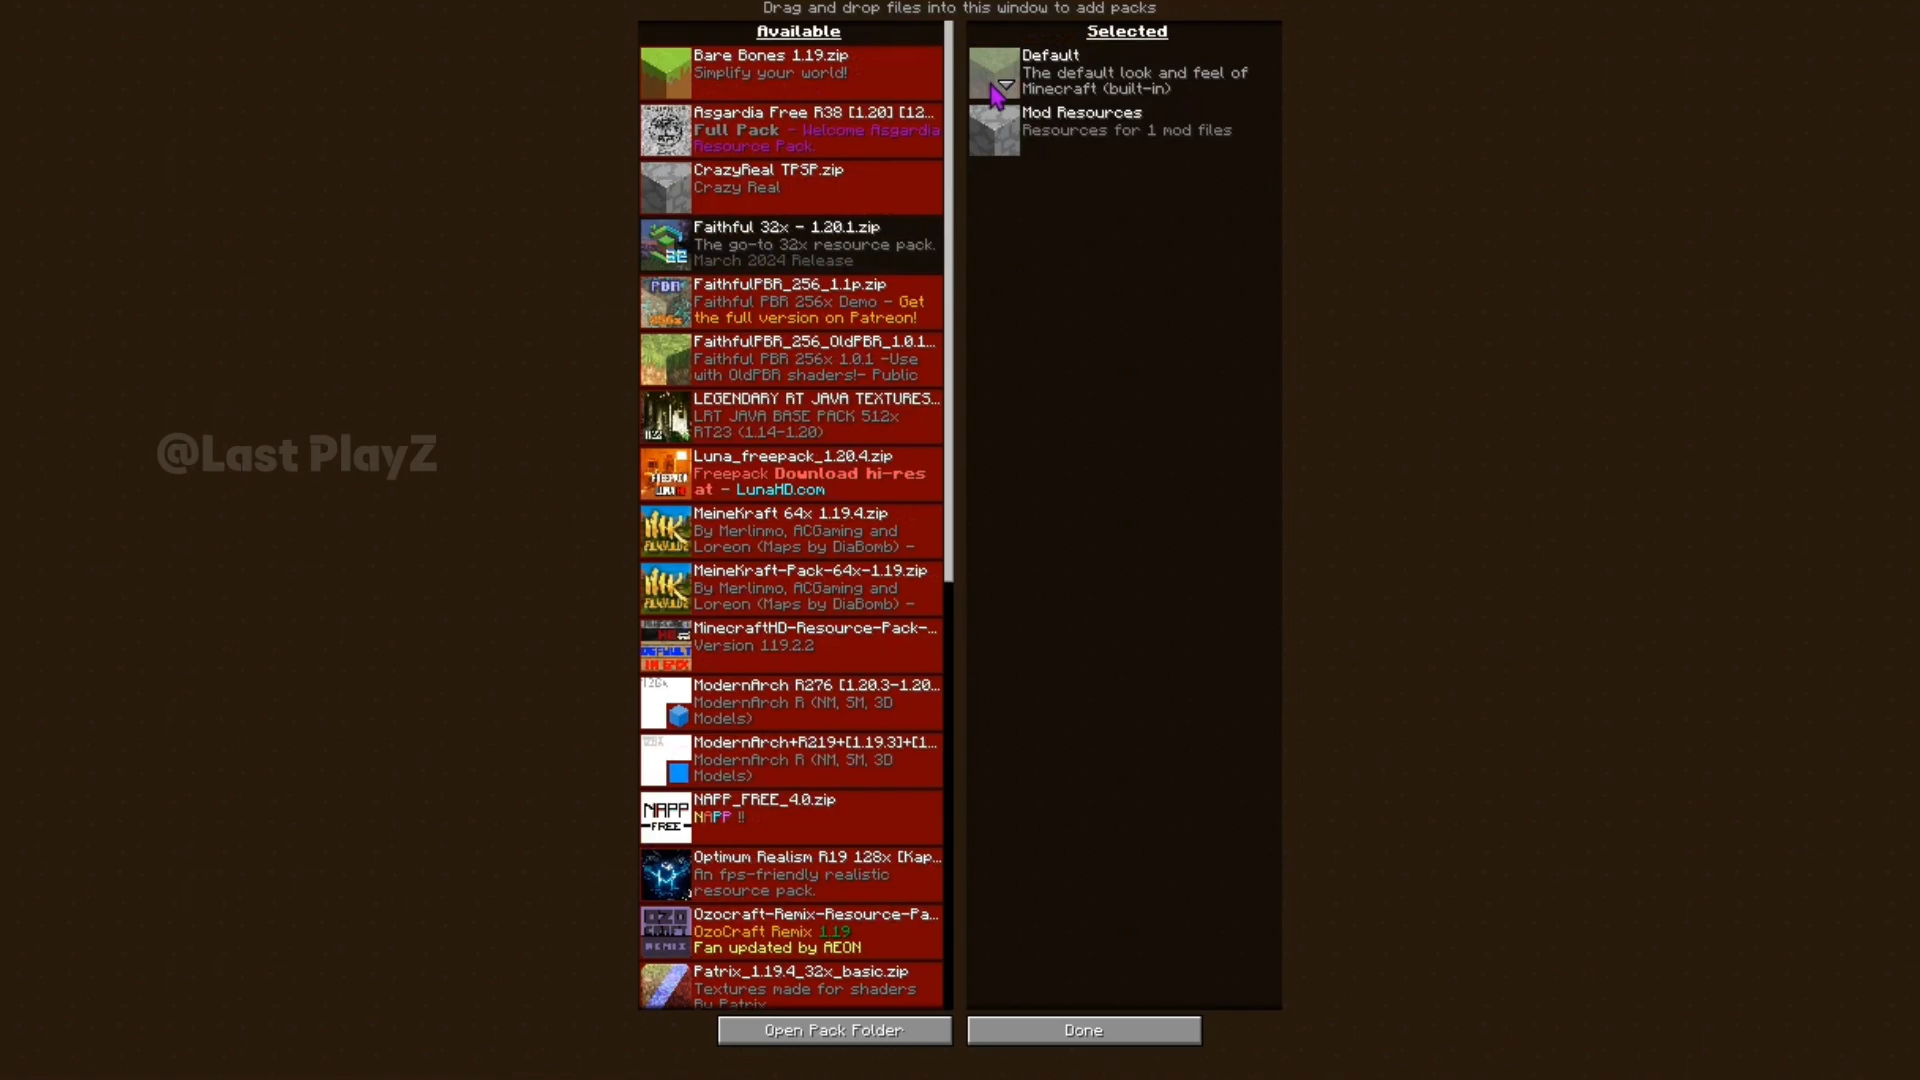 Drag and drop files into this window to add packs
Available
Bare Bones 1.19.zip
Simplify your world!
Asgardia Free R38 [1.20] [12...
Full Pack - Welcome Asgardia
Resource Pack.
CrazyReal TPSP.zip
Crazy Real
Faithful 32x - 1.20.1.zip
The go-to 32x resource pack.
March 2024 Release
FaithfulPBR_256_1.1p.zip
Faithful PBR 256x Demo - Get
the full version on Patreon!
FaithfulPBR_256_OldPBR_1.0.1...
Faithful PBR 256x 1.0.1 -Use
with OldPBR shaders!- Public
LEGENDARY RT JAVA TEXTURES...
LRT JAVA BASE PACK 512x
RT23 (1.14-1.20)
Luna_freepack_1.20.4.zip
Freepack Download hi-res
at - LunaHD.com
MeineKraft 64x 1.19.4.zip
By Merlinmo, ACGaming and
Loreon (Maps by DiaBomb) -
MeineKraft-Pack-64x-1.19.zip
By Merlinmo, ACGaming and
Loreon (Maps by DiaBomb) -
MinecraftHD-Resource-Pack-...
Version 1.19.2.2
ModernArch R276 [1.20.3-1.20...
ModernArch R (NM, SM, 3D
Models)
ModernArch+R219+[1.19.3]+[1...
ModernArch R (NM, SM, 3D
Models)
NAPP
FREE
NAPP_FREE_4.0.zip
NAPP !!
Optimum Realism R19 128x [Kap...
An fps-friendly realistic
resource pack.
Ozocraft-Remix-Resource-Pa...
OzoCraft Remix 1.19
Fan updated by AEON
Patrix_1.19.4_32x_basic.zip
Textures made for shaders
By Patrix
Selected
Default
The default look and feel of
Minecraft (built-in)
Mod Resources
Resources for 1 mod files
@Last PlayZ
Open Pack Folder
Done